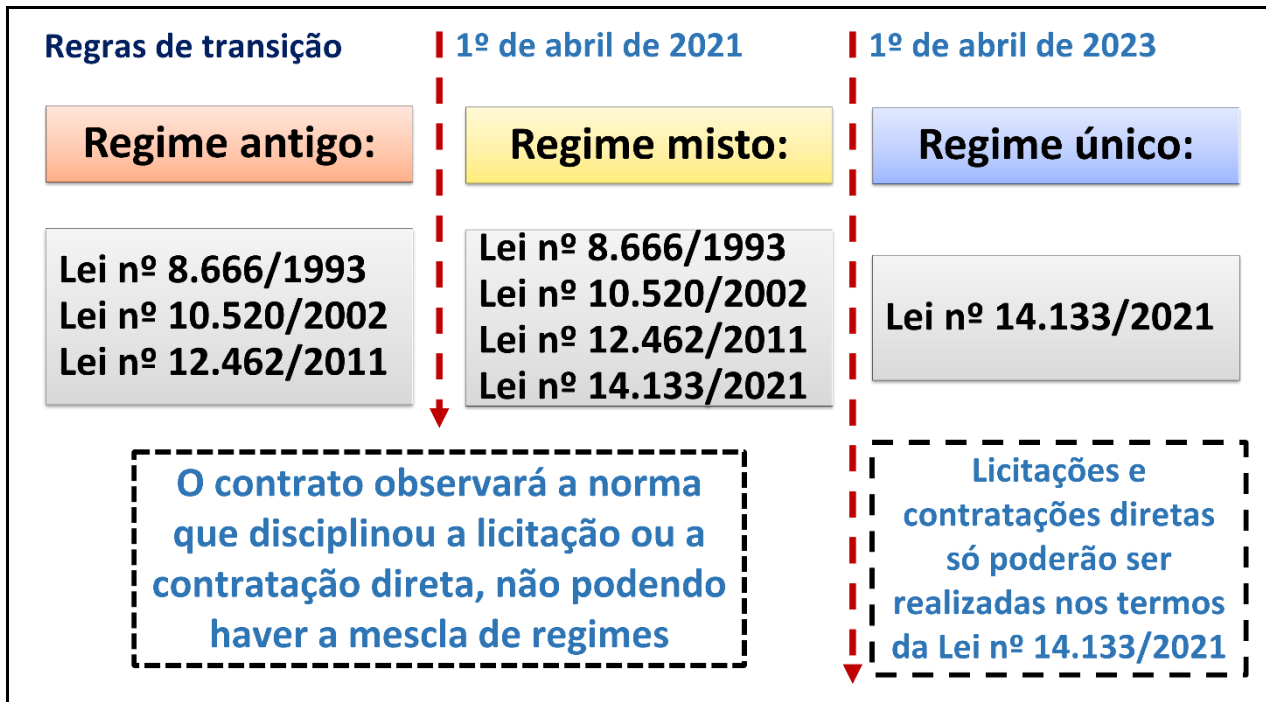 Regras de transição
1º de abril de 2021
1º de abril de 2023
Regime antigo:
Regime misto:
Regime único:
Lei nº 8.666/1993
Lei nº 10.520/2002
Lei nº 12.462/2011
Lei nº 8.666/1993
Lei nº 10.520/2002
Lei nº 12.462/2011
Lei nº 14.133/2021
Lei nº 14.133/2021
O contrato observará a norma
que disciplinou a licitação ou a
contratação direta, não podendo
haver a mescla de regimes
Licitações e
contratações diretas
só poderão ser
realizadas nos termos
da Lei nº 14.133/2021